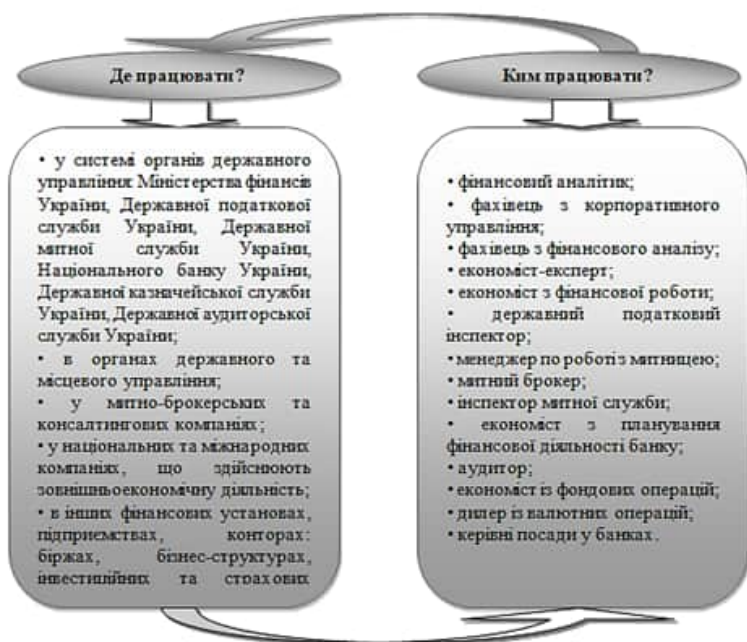 Де працювати?
• у системі органів державного
управління: Міністерства фінансів
України, Державної податкової
служби України, Державної
митної служби України,
Національного банку України,
Державної казначейської служби
України, Державної аудиторської
служби України;
• в органах державного та
місцевого управління;
• у митно-брокерських та
консалтингових компаніях;
• у національних та міжнародних
компаніях, що здійснюють
зовнішньоекономічну діяльність;
• в інших фінансових установах,
підприємствах, конторах:
біржах, бізнес-структурах,
інвестиційних та страхових
Ким працювати?
• фінансовий аналітик;
• фахівець з корпоративного
управління;
• фахівець з фінансового аналізу;
• економіст-експерт;
• економіст з фінансової роботи;
• державний податковий
інспектор;
• менеджер по роботі з митницею;
• митний брокер;
• інспектор митної служби;
• економіст з планування
фінансової діяльності банку;
• аудитор;
• економіст із фондових операцій;
• дилер із валютних операцій;
• керівні посади у банках.